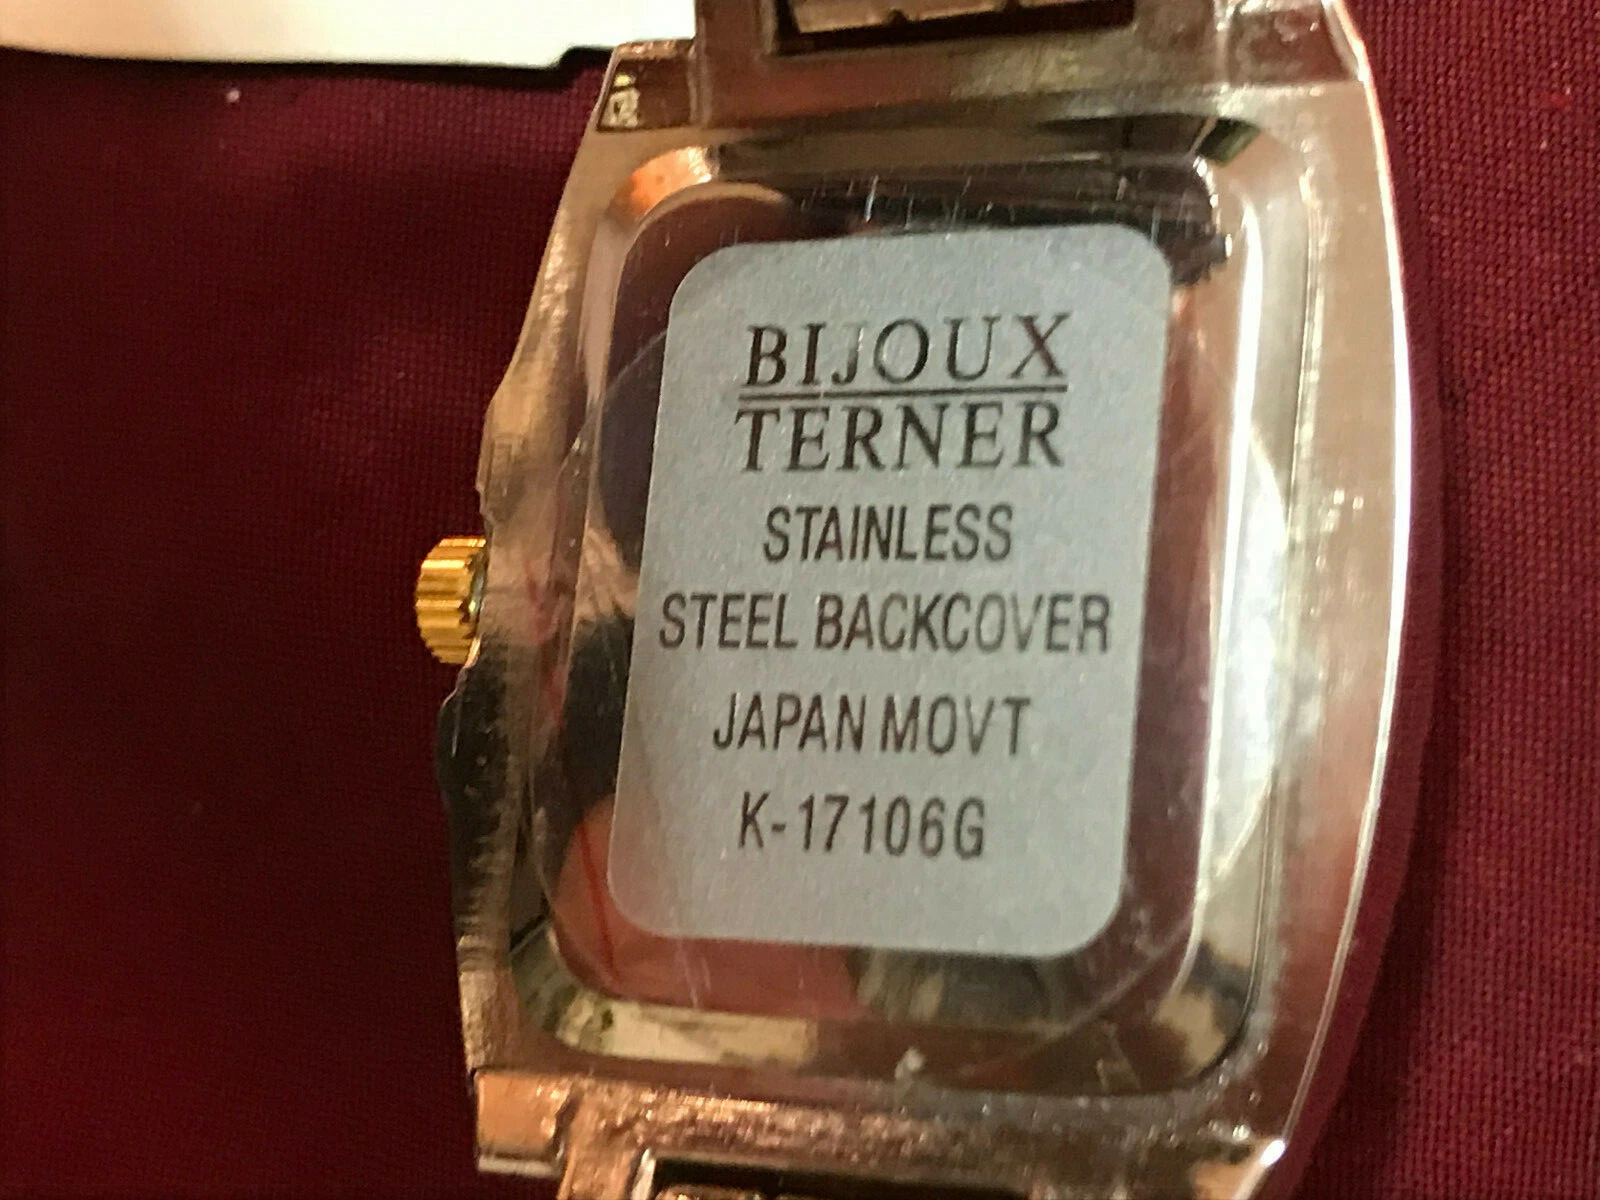 BIJOUX
TERNER
STAINLESS
STEEL BACKCOVER
JAPAN MOVT
K-17106G